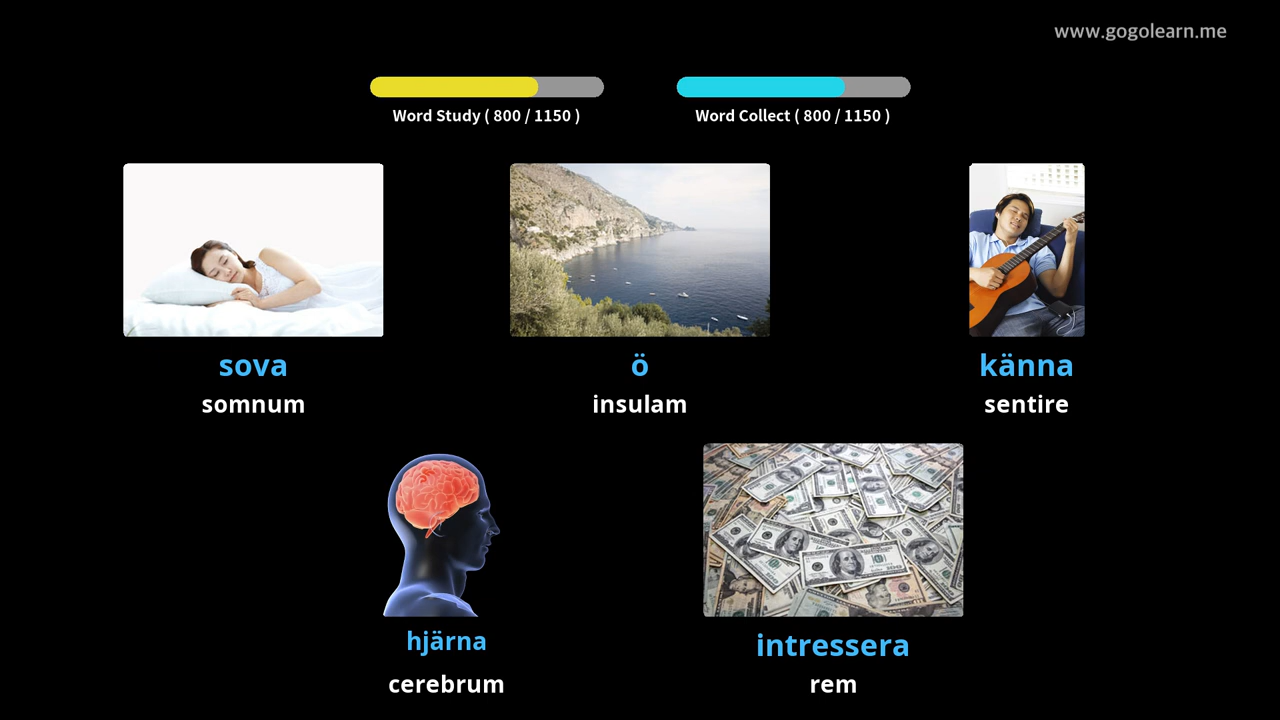 www.gogolearn.me
Word Study ( 800 / 1150 )
Word Collect ( 800 / 1150 )
sova
somnum
ö
insulam
känna
sentire
hjärna
cerebrum
intressera
rem